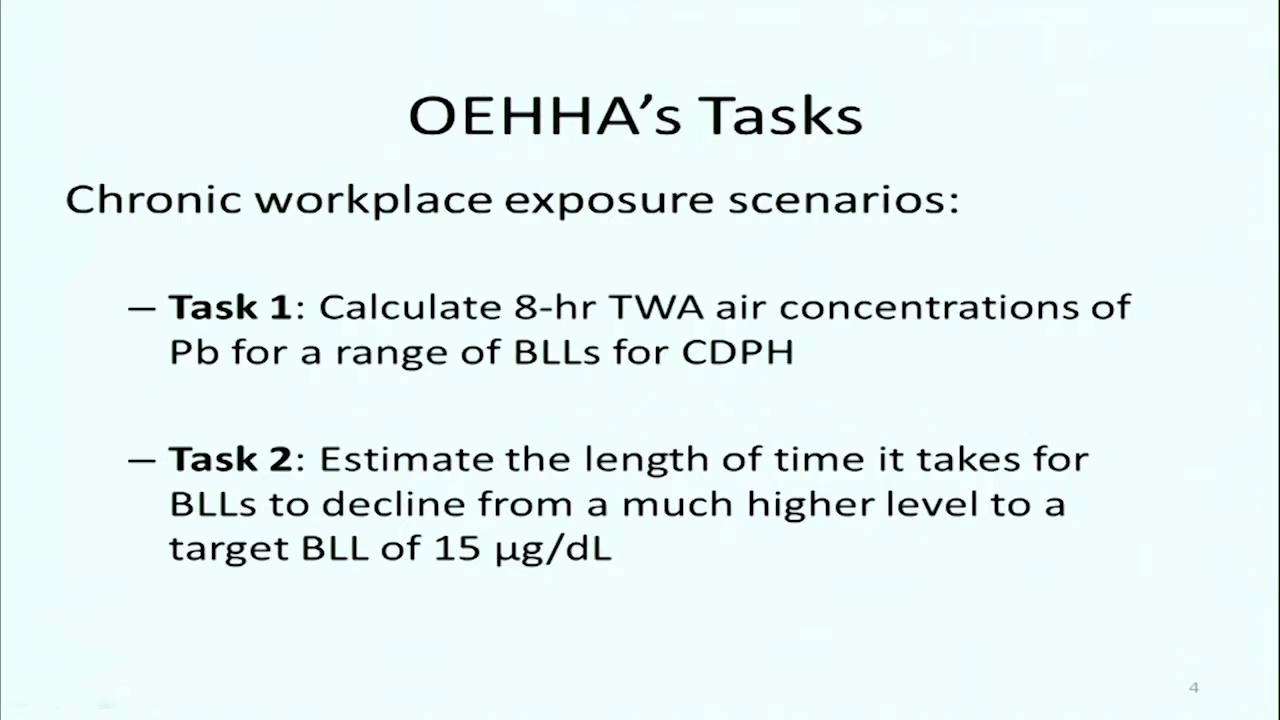 OEHHA’s Tasks
Chronic workplace exposure scenarios:
– Task 1: Calculate 8-hr TWA air concentrations of
Pb for a range of BLLs for CDPH
– Task 2: Estimate the length of time it takes for
BLLs to decline from a much higher level to a
target BLL of 15 µg/dL
4